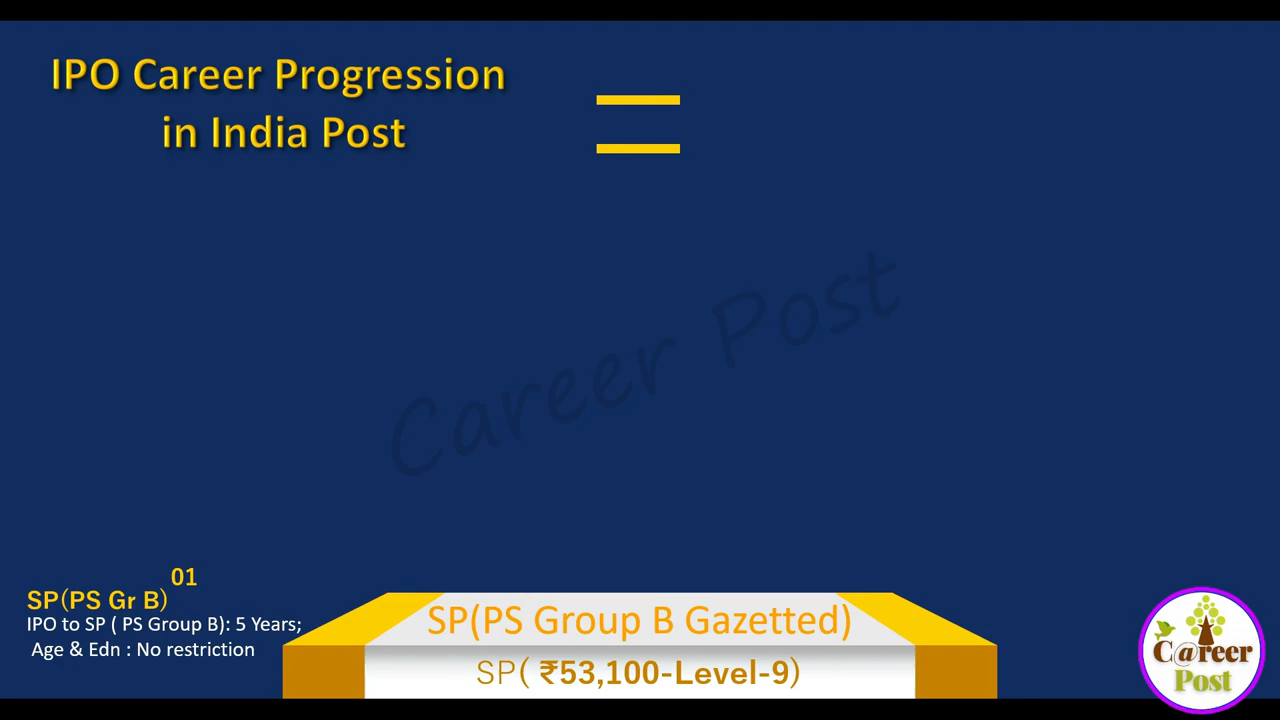 IPO Career Progression
in India Post
Career Post
01
SP(PS Gr B)
IPO to SP ( PS Group B): 5 Years;
Age & Edn : No restriction
SP(PS Group B Gazetted)
SP( ₹53,100-Level-9)
C@reer
Post